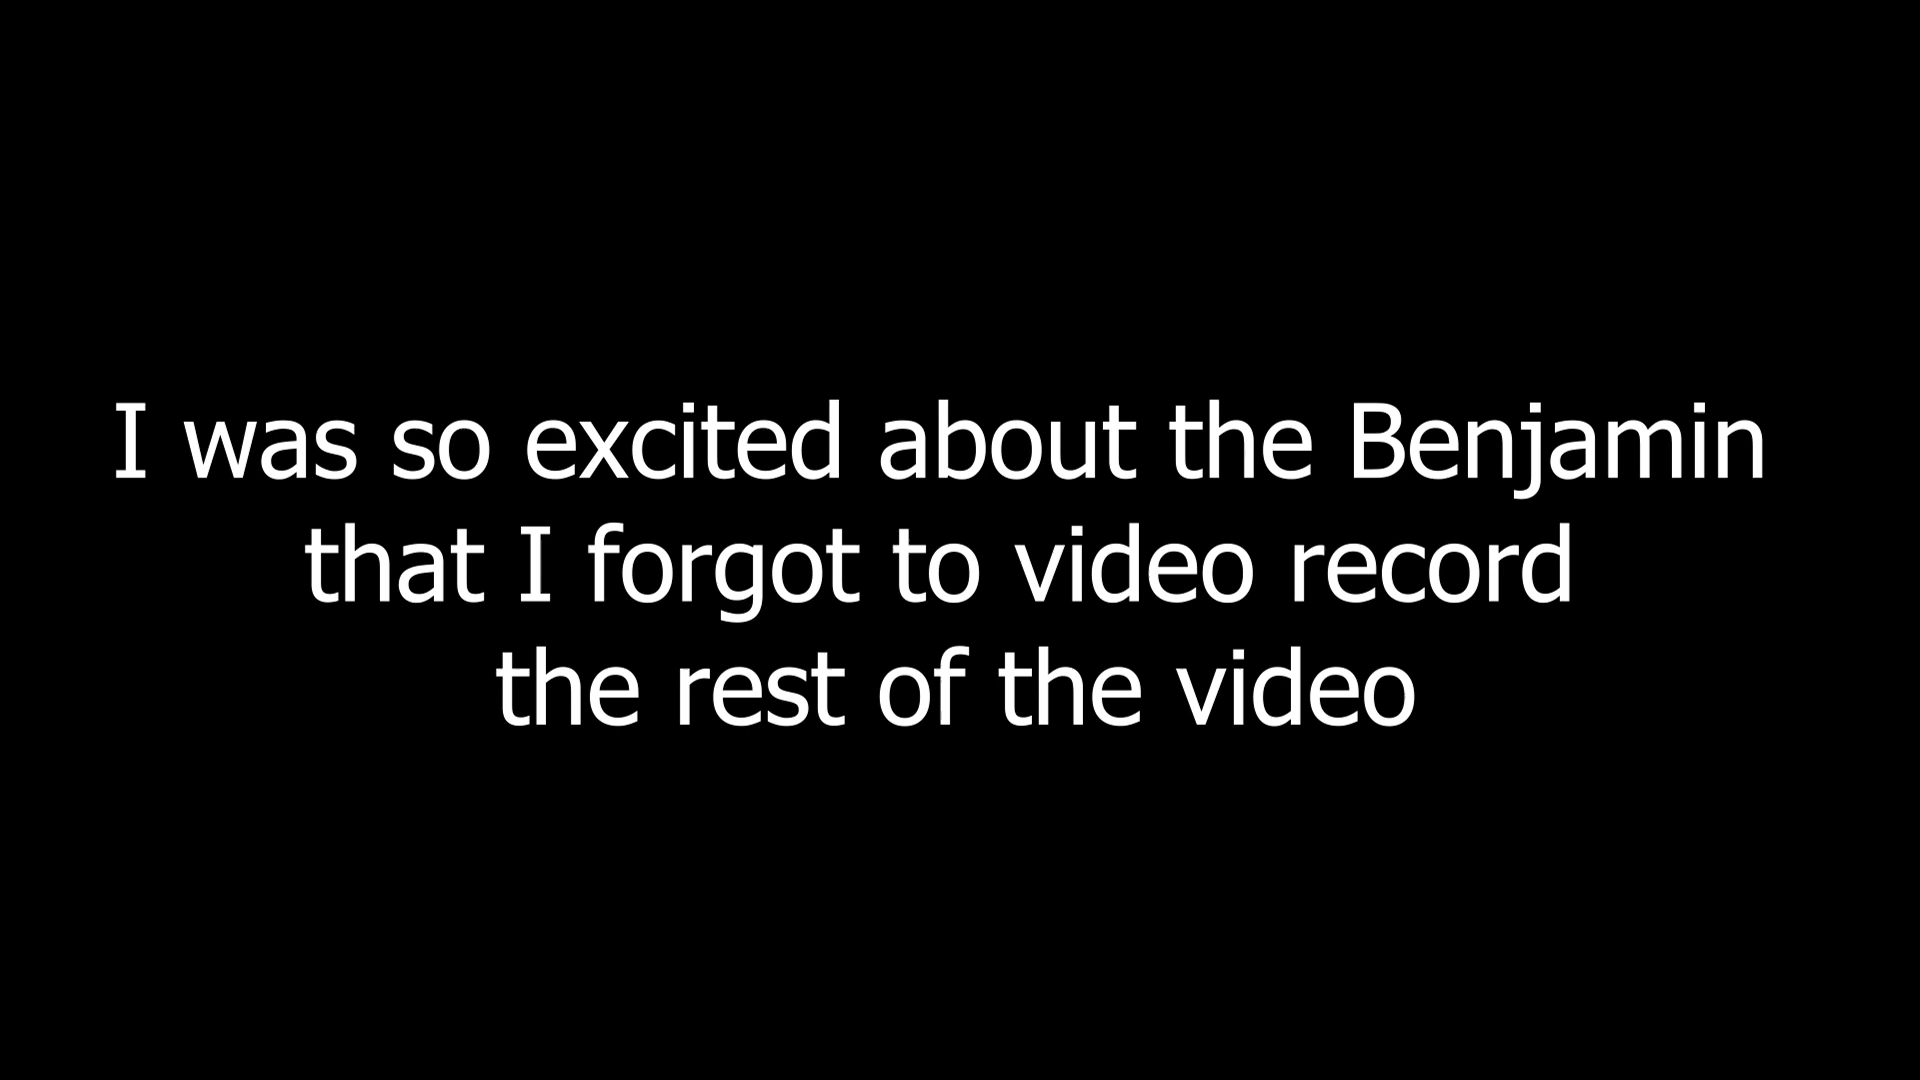 I was so excited about the Benjamin
that I forgot to video record
the rest of the video